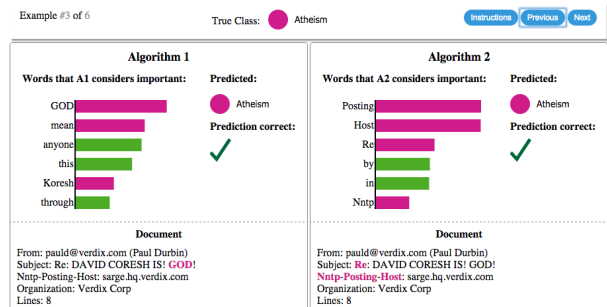 Example #3 of 6
True Class: Atheism
Instructions Previous Next
Algorithm 1
Words that A1 considers important: Predicted:
GOD
mean
anyone
this
Koresh
through
Atheism
Prediction correct:
Document
From: pauld@verdix.com (Paul Durbin)
Subject: Re: DAVID CORESH IS! GOD!
Nntp-Posting-Host: sarge.hq.verdix.com
Organization: Verdix Corp
Lines: 8
Algorithm 2
Words that A2 considers important: Predicted:
Posting
Host
Re
by
in
Nntp
Atheism
Prediction correct:
Document
From: pauld@verdix.com (Paul Durbin)
Subject: Re: DAVID CORESH IS! GOD!
Nntp-Posting-Host: sarge.hq.verdix.com
Organization: Verdix Corp
Lines: 8